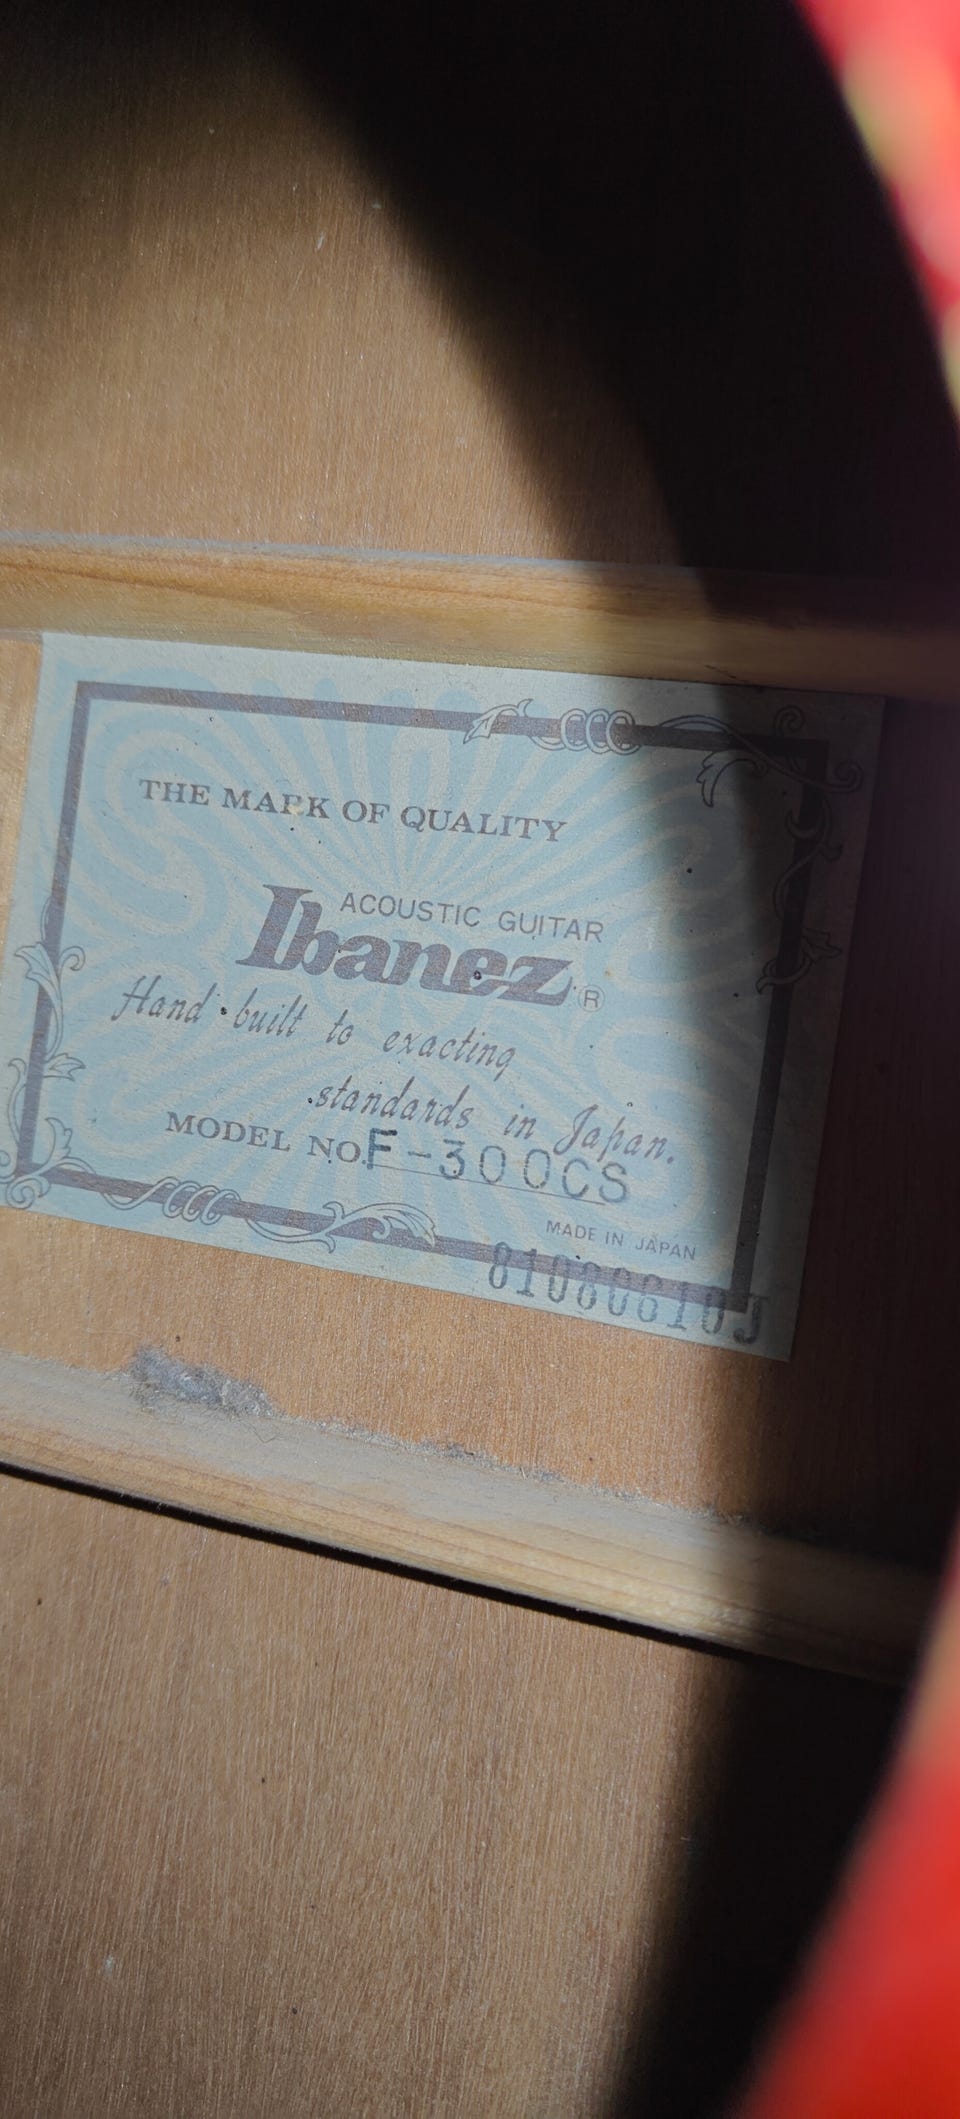 THE MARK OF QUALITY
ACOUSTIC GUITAR
Ibanez ®
Hand built to exacting
standards in Japan.
MODEL NO. F-300CS
MADE IN JAPAN